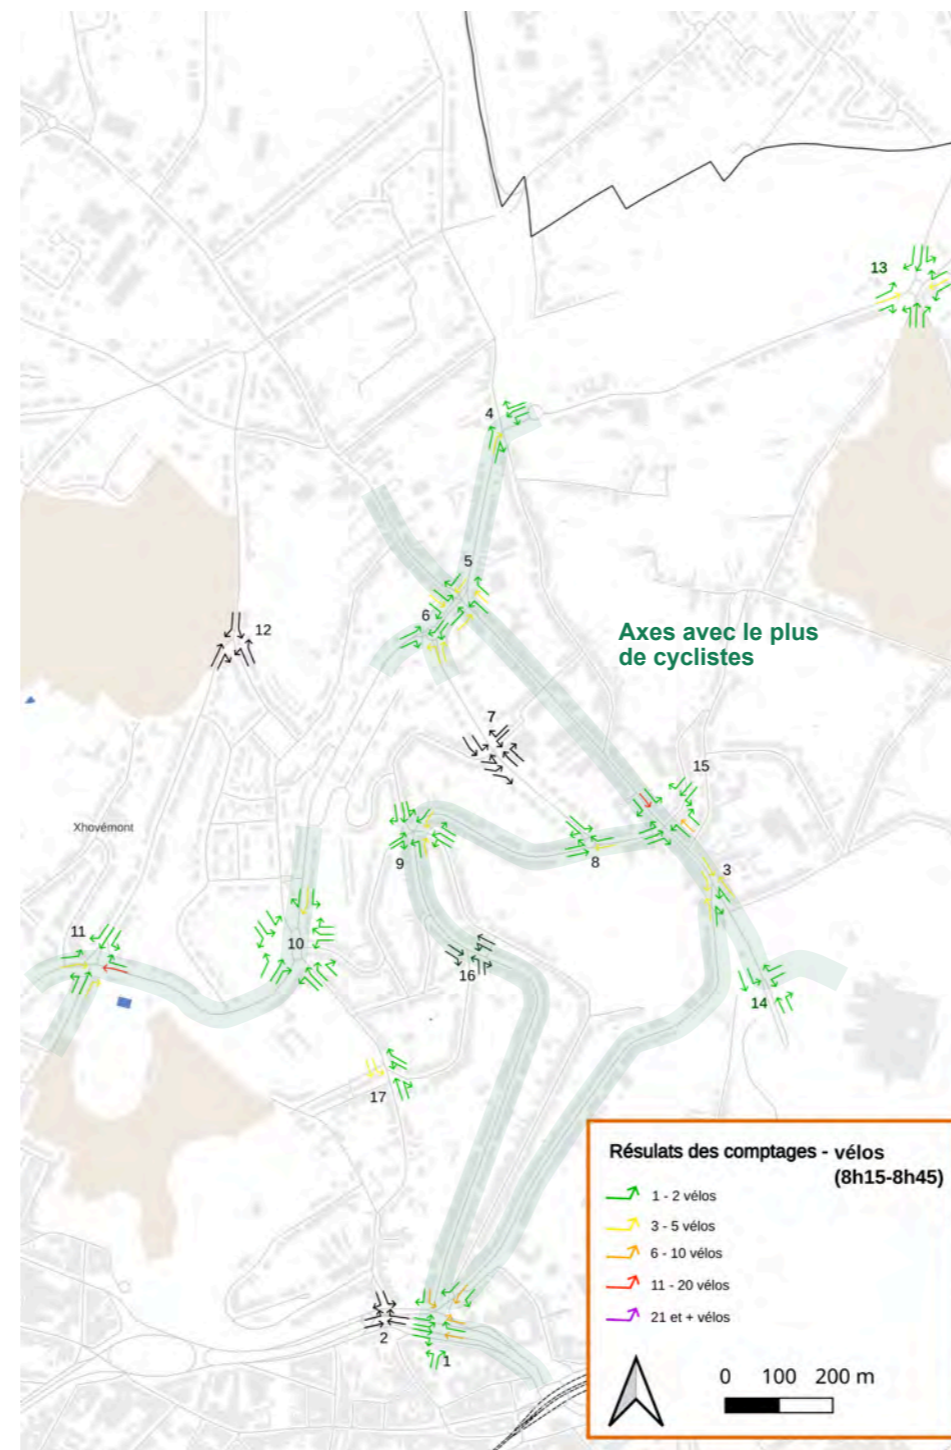 13
4
5
6
12
Axes avec le plus
de cyclistes
7
15
Xhovémont
9
8
3
11
10
16
14
17
2
1
Résulats des comptages - vélos
(8h15-8h45)
1 - 2 vélos
3 - 5 vélos
6 - 10 vélos
11 - 20 vélos
21 et + vélos
0 100 200 m